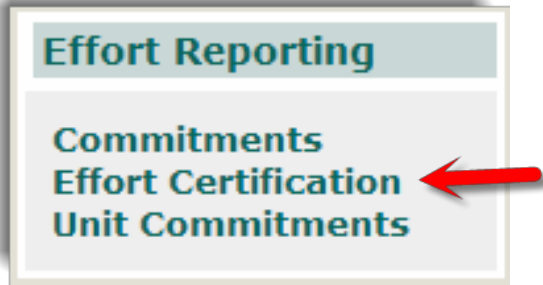 Effort Reporting
Commitments
Effort Certification
Unit Commitments